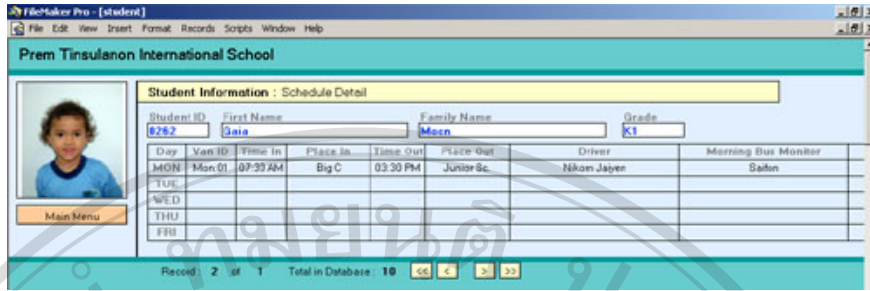 FileMaker Pro - [student]
File Edit View Insert Format Records Scripts Window Help
Prem Tinsulanon International School
Student Information : Schedule Detail
Student ID First Name Family Name Grade
0262 Gaia Mocn K1
Day Van ID Time In Place In Time Out Place Out Driver Morning Bus Monitor
MON Mon:01 07:30 AM Big C 03:30 PM Junior Sc. Nikom Jaiyen Saifon
TUE
WED
THU
FRI
Main Menu
Record: 2 of 1 Total in Database: 10 << < > >>